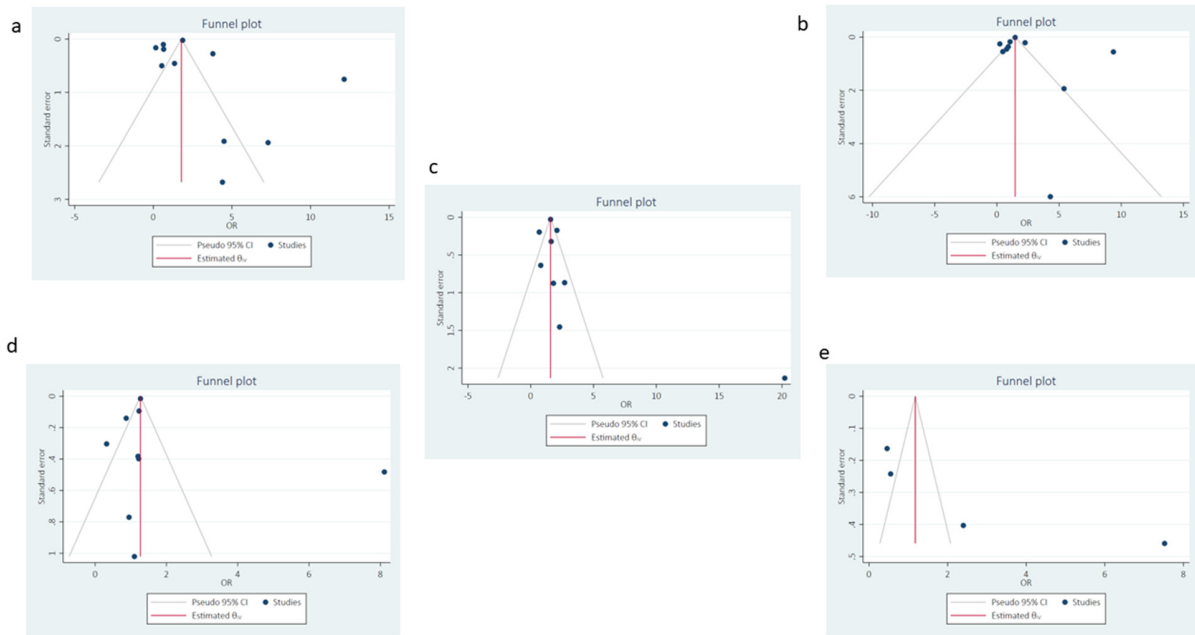 a
Funnel plot
Standard error
0
1
2
3
-5
0
5
10
15
OR
Pseudo 95% CI
Studies
Estimated θIV
b
Funnel plot
Standard error
0
2
4
6
-10
-5
0
5
10
15
OR
Pseudo 95% CI
Studies
Estimated θIV
c
Funnel plot
Standard error
0
.5
1
1.5
2
-5
0
5
10
15
20
OR
Pseudo 95% CI
Studies
Estimated θIV
d
Funnel plot
Standard error
0
.2
.4
.6
.8
1
0
2
4
6
8
OR
Pseudo 95% CI
Studies
Estimated θIV
e
Funnel plot
Standard error
0
.1
.2
.3
.4
.5
0
2
4
6
8
OR
Pseudo 95% CI
Studies
Estimated θIV